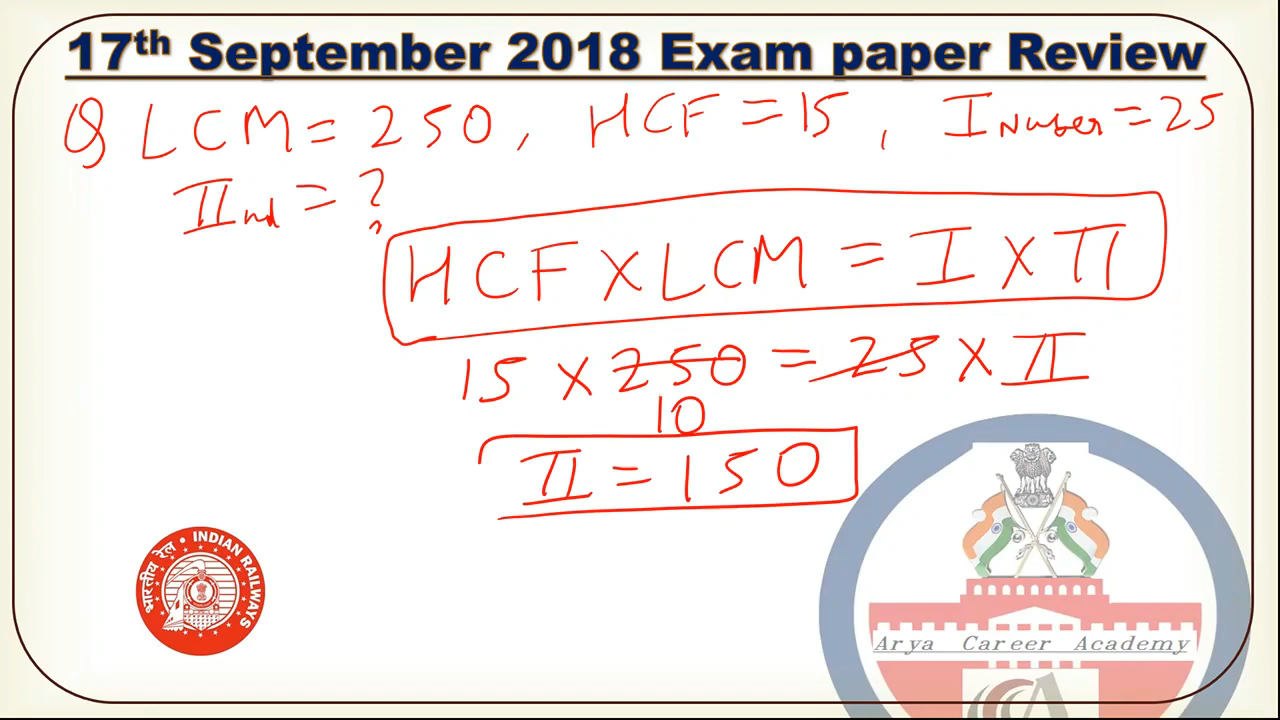 17th September 2018 Exam paper Review
Q LCM = 250, HCF = 15, I Number = 25
IInd = ?
HCF X LCM = I X II
15 X 250 = 25 X II
10
II = 150
भारतीय रेल • INDIAN RAILWAYS
Arya Career Academy